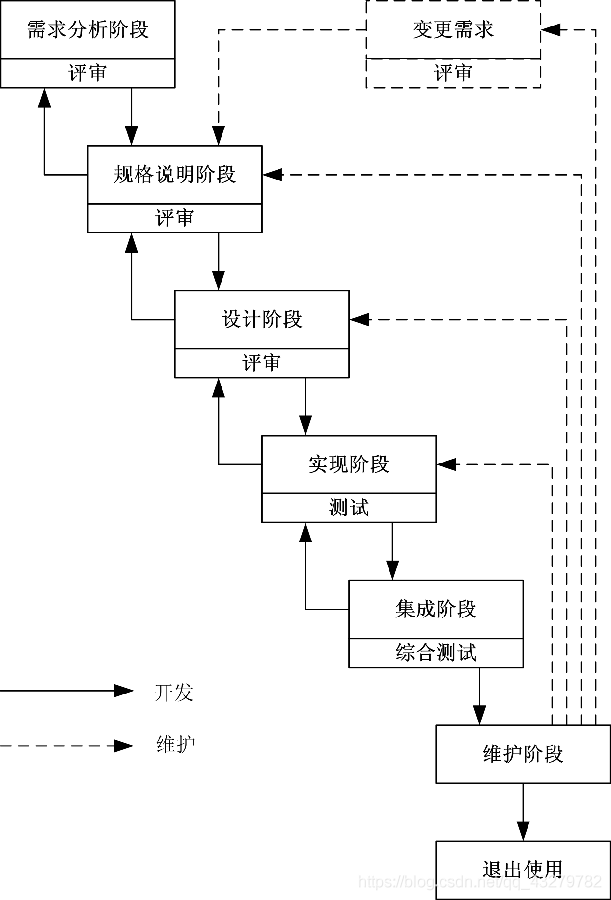 需求分析阶段
评审
变更需求
评审
规格说明阶段
评审
设计阶段
评审
实现阶段
测试
集成阶段
综合测试
开发
维护
维护阶段
退出使用
https://blog.csdn.net/qq_43279782